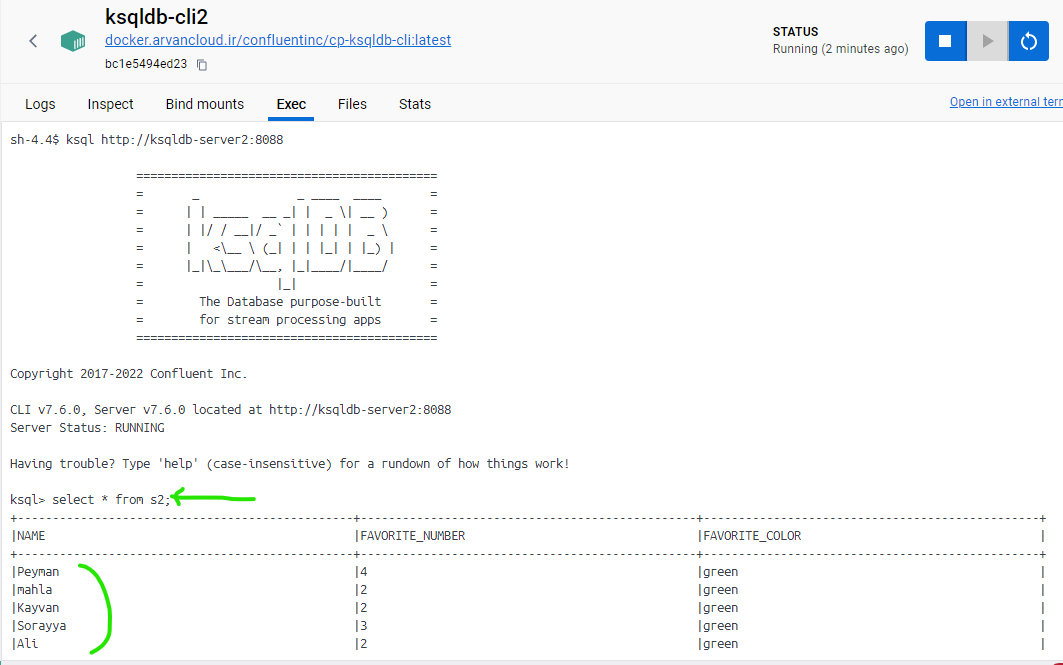 ksqldb-cli2
docker.arvancloud.ir/confluentinc/cp-ksqldb-cli:latest
bc1e5494ed23
STATUS
Running (2 minutes ago)
Logs Inspect Bind mounts Exec Files Stats
Open in external ter
sh-4.4$ ksql http://ksqldb-server2:8088
===========================================
=       _              _ ____  ____       =
=      | | _____  __ _| |  _ \| __ )      =
=      | |/ / __|/ _` | | | | |  _ \      =
=      |   <\__ \ (_| | | |_| | |_) |     =
=      |_|\_\___/\__, |_|____/|____/      =
=                   |_|                   =
=        The Database purpose-built       =
=        for stream processing apps       =
===========================================
Copyright 2017-2022 Confluent Inc.
CLI v7.6.0, Server v7.6.0 located at http://ksqldb-server2:8088
Server Status: RUNNING
Having trouble? Type 'help' (case-insensitive) for a rundown of how things work!
ksql> select * from s2;
|NAME |FAVORITE_NUMBER |FAVORITE_COLOR |
|Peyman |4 |green |
|mahla |2 |green |
|Kayvan |2 |green |
|Sorayya |3 |green |
|Ali |2 |green |